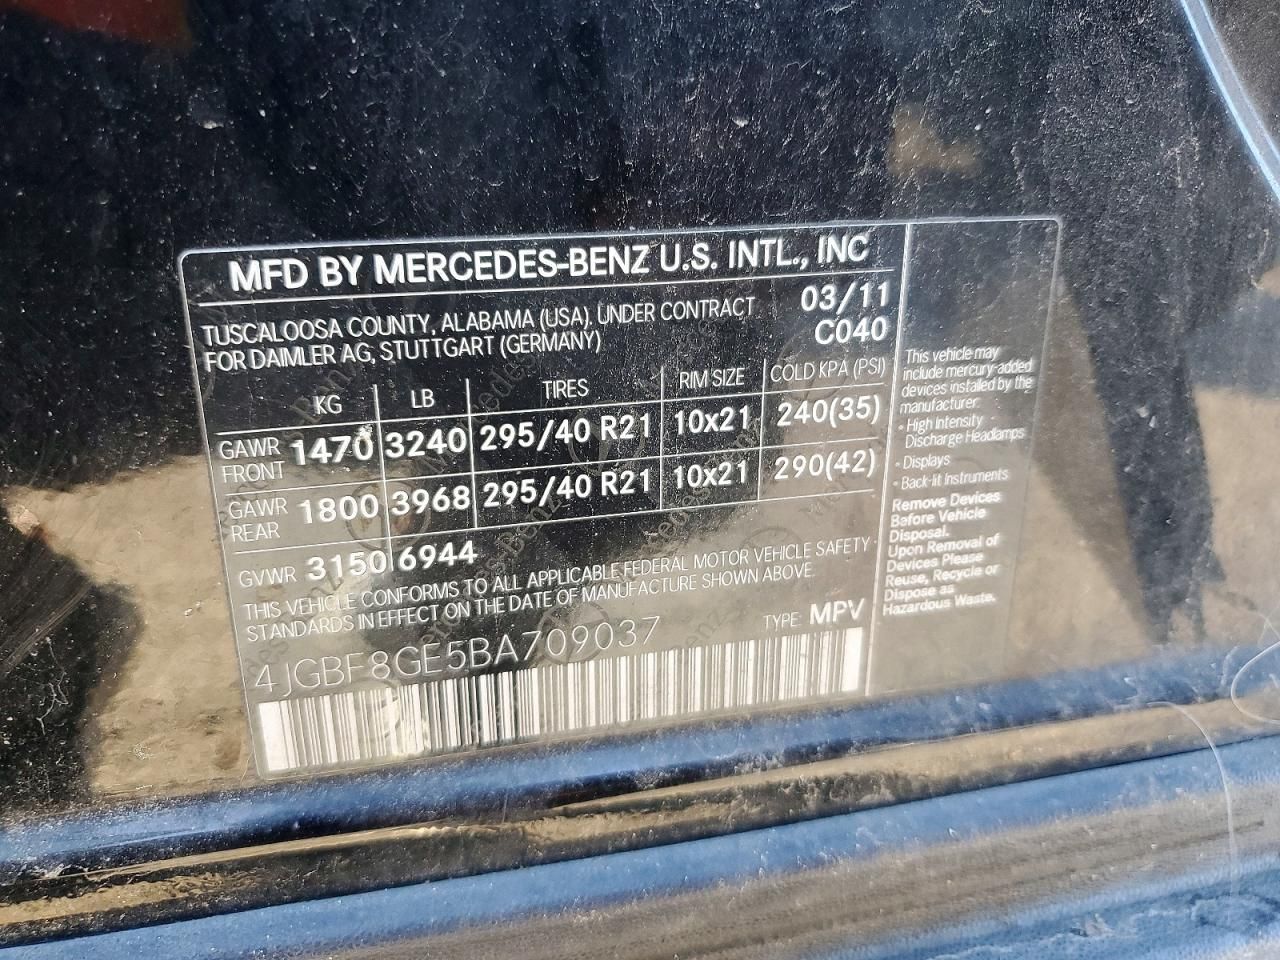 MFD BY MERCEDES-BENZ U.S. INTL., INC
TUSCALOOSA COUNTY, ALABAMA (USA), UNDER CONTRACT
FOR DAIMLER AG, STUTTGART (GERMANY)
03/11
C040
KG LB TIRES RIM SIZE COLD KPA (PSI)
GAWR FRONT 1470 3240 295/40 R21 10x21 240(35)
GAWR REAR 1800 3968 295/40 R21 10x21 290(42)
GVWR 3150 6944
THIS VEHICLE CONFORMS TO ALL APPLICABLE FEDERAL MOTOR VEHICLE SAFETY
STANDARDS IN EFFECT ON THE DATE OF MANUFACTURE SHOWN ABOVE.
4JGBF8GE5BA709037 TYPE: MPV
This vehicle may
include mercury-added
devices installed by the
manufacturer:
• High Intensity
Discharge Headlamps
• Displays
• Back-lit Instruments
Remove Devices
Before Vehicle
Disposal.
Upon Removal of
Devices Please
Reuse, Recycle or
Dispose as
Hazardous Waste.